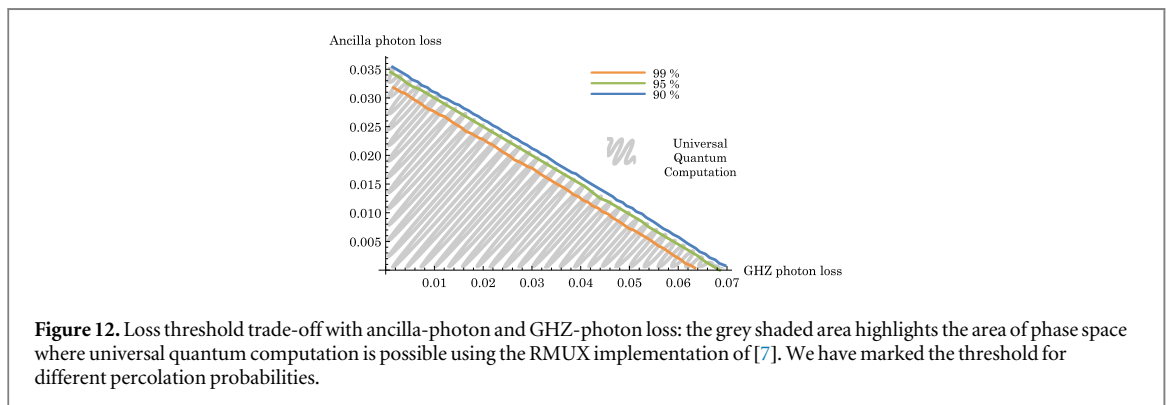 Ancilla photon loss
0.035
0.030
0.025
0.020
0.015
0.010
0.005
99 %
95 %
90 %
Universal
Quantum
Computation
0.01 0.02 0.03 0.04 0.05 0.06 0.07
GHZ photon loss
Figure 12. Loss threshold trade-off with ancilla-photon and GHZ-photon loss: the grey shaded area highlights the area of phase space
where universal quantum computation is possible using the RMUX implementation of [7]. We have marked the threshold for
different percolation probabilities.